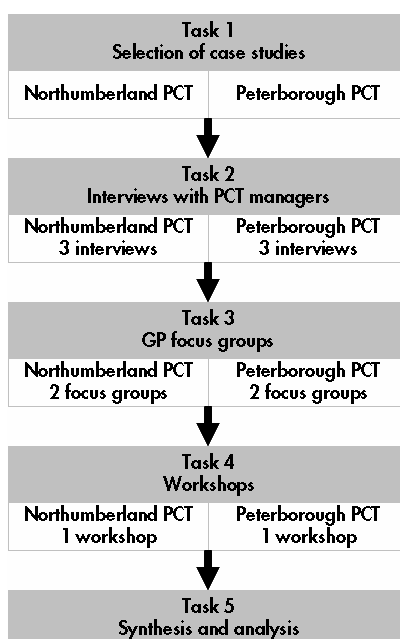 Task 1
Selection of case studies
Northumberland PCT
Peterborough PCT
Task 2
Interviews with PCT managers
Northumberland PCT
3 interviews
Peterborough PCT
3 interviews
Task 3
GP focus groups
Northumberland PCT
2 focus groups
Peterborough PCT
2 focus groups
Task 4
Workshops
Northumberland PCT
1 workshop
Peterborough PCT
1 workshop
Task 5
Synthesis and analysis